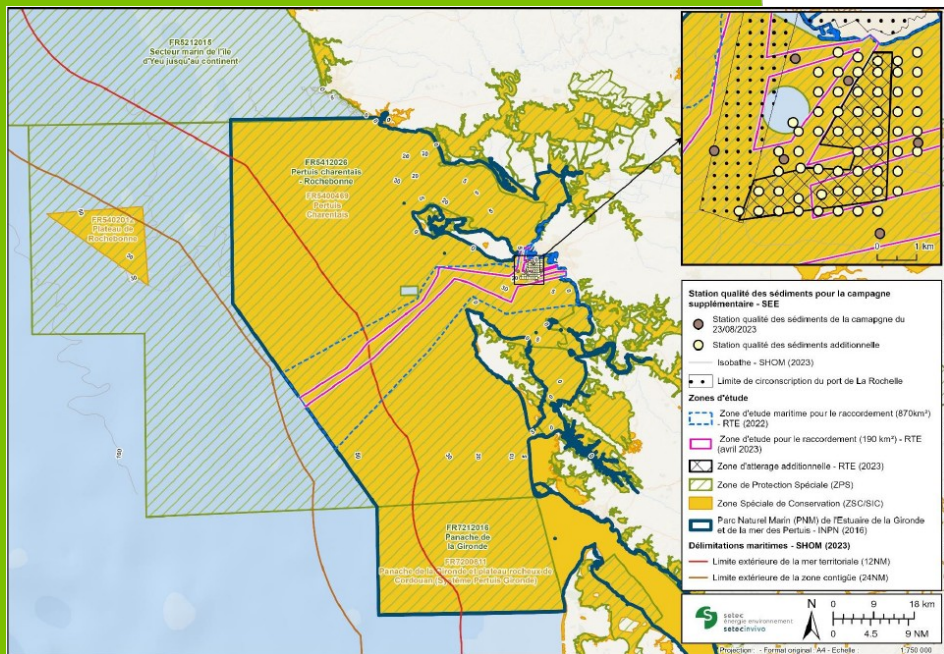 FR5212015
Secteur marin de l'île
d'Yeu jusqu'au continent
FR5412026
Pertuis charentais
- Rochebonne
FR5400469
Pertuis
Charentais
FR5402012
Plateau de
Rochebonne
FR7212016
Panache de
la Gironde
FR7200811
Panache de la Gironde et plateau rocheux de
Cordouan (Système Pertuis Gironde)
0 1 km
Station qualité des sédiments pour la campagne
supplémentaire - SEE
Station qualité des sédiments de la camapgne du
23/08/2023
Station qualité des sédiments additionnelle
Isobathe - SHOM (2023)
Limite de circonscription du port de La Rochelle
Zones d'étude
Zone d'étude maritime pour le raccordement (870km²)
- RTE (2022)
Zone d'étude pour le raccordement (190 km²) - RTE
(avril 2023)
Zone d'atterage additionnelle - RTE (2023)
Zone de Protection Spéciale (ZPS)
Zone Spéciale de Conservation (ZSC/SIC)
Parc Naturel Marin (PNM) de l'Estuaire de la Gironde
et de la mer des Pertuis - INPN (2016)
Délimitations maritimes - SHOM (2023)
Limite extérieure de la mer territoriale (12NM)
Limite extérieure de la zone contigüe (24NM)
setec
énergie environnement
setec invivo
N
0 9 18 km
0 4.5 9 NM
Projection : - Format original : A4 - Echelle : 1:750 000